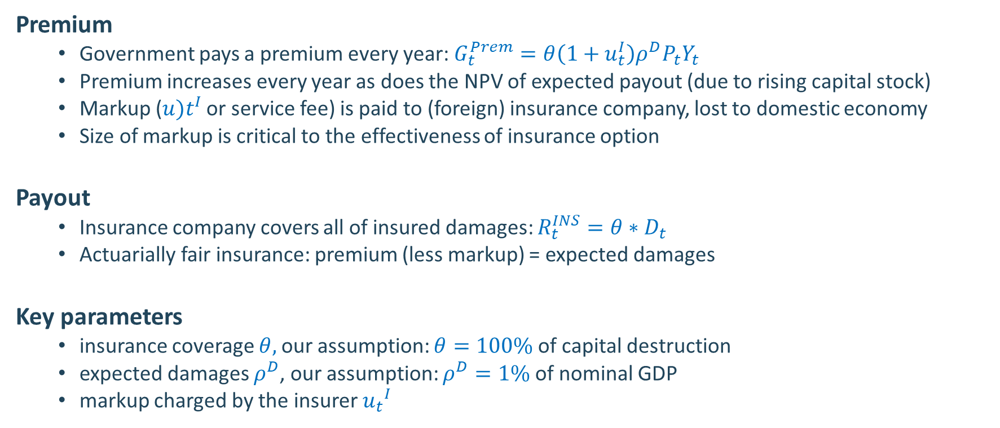 Premium
• Government pays a premium every year: $G_t^{Prem} = \theta(1 + u_t^I)\rho^D P_t Y_t$
• Premium increases every year as does the NPV of expected payout (due to rising capital stock)
• Markup ($u)t^I$ or service fee) is paid to (foreign) insurance company, lost to domestic economy
• Size of markup is critical to the effectiveness of insurance option
Payout
• Insurance company covers all of insured damages: $R_t^{INS} = \theta * D_t$
• Actuarially fair insurance: premium (less markup) = expected damages
Key parameters
• insurance coverage $\theta$, our assumption: $\theta = 100\%$ of capital destruction
• expected damages $\rho^D$, our assumption: $\rho^D = 1\%$ of nominal GDP
• markup charged by the insurer $u_t{}^I$